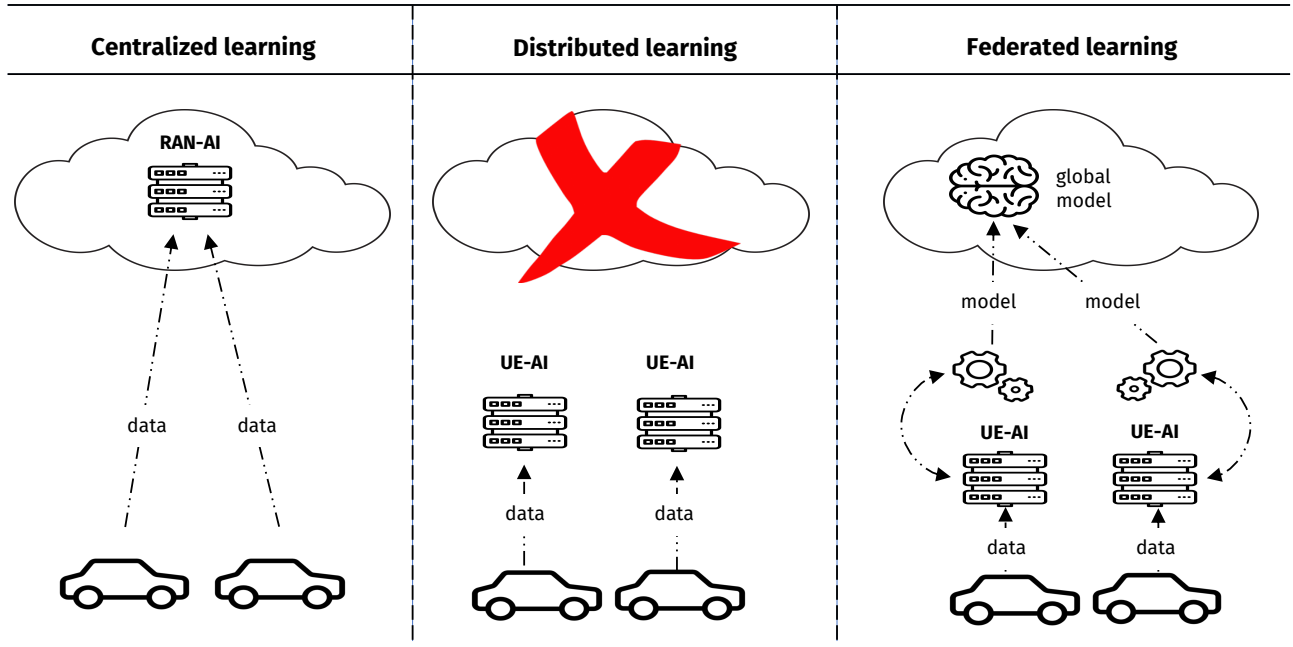 Centralized learning
Distributed learning
Federated learning
RAN-AI
data
data
UE-AI
UE-AI
data
data
global
model
model
model
UE-AI
UE-AI
data
data